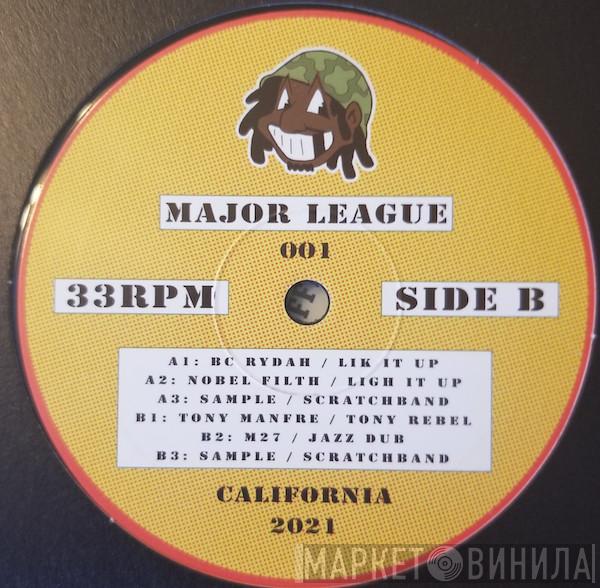 MAJOR LEAGUE
001
33RPM
SIDE B
A1: BC RYDAH / LIK IT UP
A2: NOBEL FILTH / LIGH IT UP
A3: SAMPLE / SCRATCHBAND
B1: TONY MANFRE / TONY REBEL
B2: M27 / JAZZ DUB
B3: SAMPLE / SCRATCHBAND
CALIFORNIA
2021
МАРКЕТ ВИНИЛА